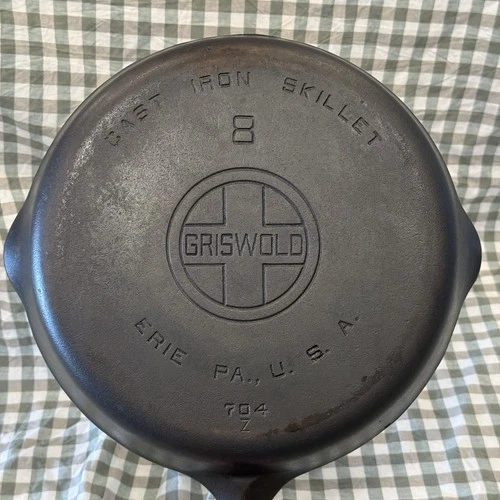 CAST IRON SKILLET
8
GRISWOLD
ERIE PA., U. S. A.
704
Z